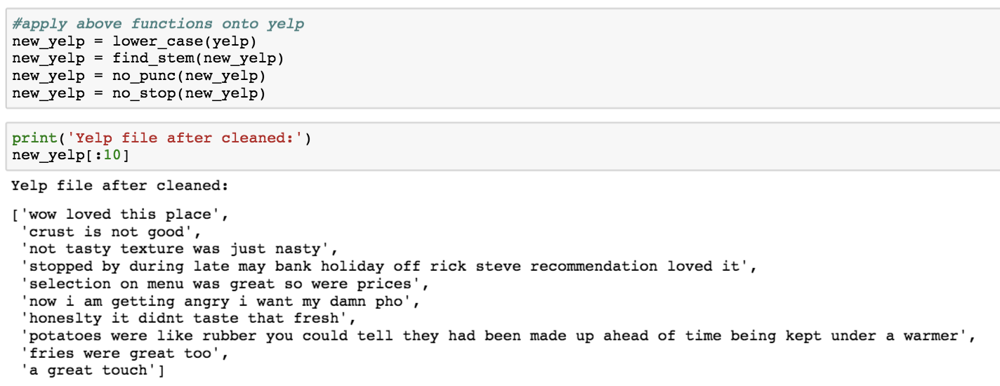 #apply above functions onto yelp
new_yelp = lower_case(yelp)
new_yelp = find_stem(new_yelp)
new_yelp = no_punc(new_yelp)
new_yelp = no_stop(new_yelp)
print('Yelp file after cleaned:')
new_yelp[:10]
Yelp file after cleaned:
['wow loved this place',
 'crust is not good',
 'not tasty texture was just nasty',
 'stopped by during late may bank holiday off rick steve recommendation loved it',
 'selection on menu was great so were prices',
 'now i am getting angry i want my damn pho',
 'honeslty it didnt taste that fresh',
 'potatoes were like rubber you could tell they had been made up ahead of time being kept under a warmer',
 'fries were great too',
 'a great touch']